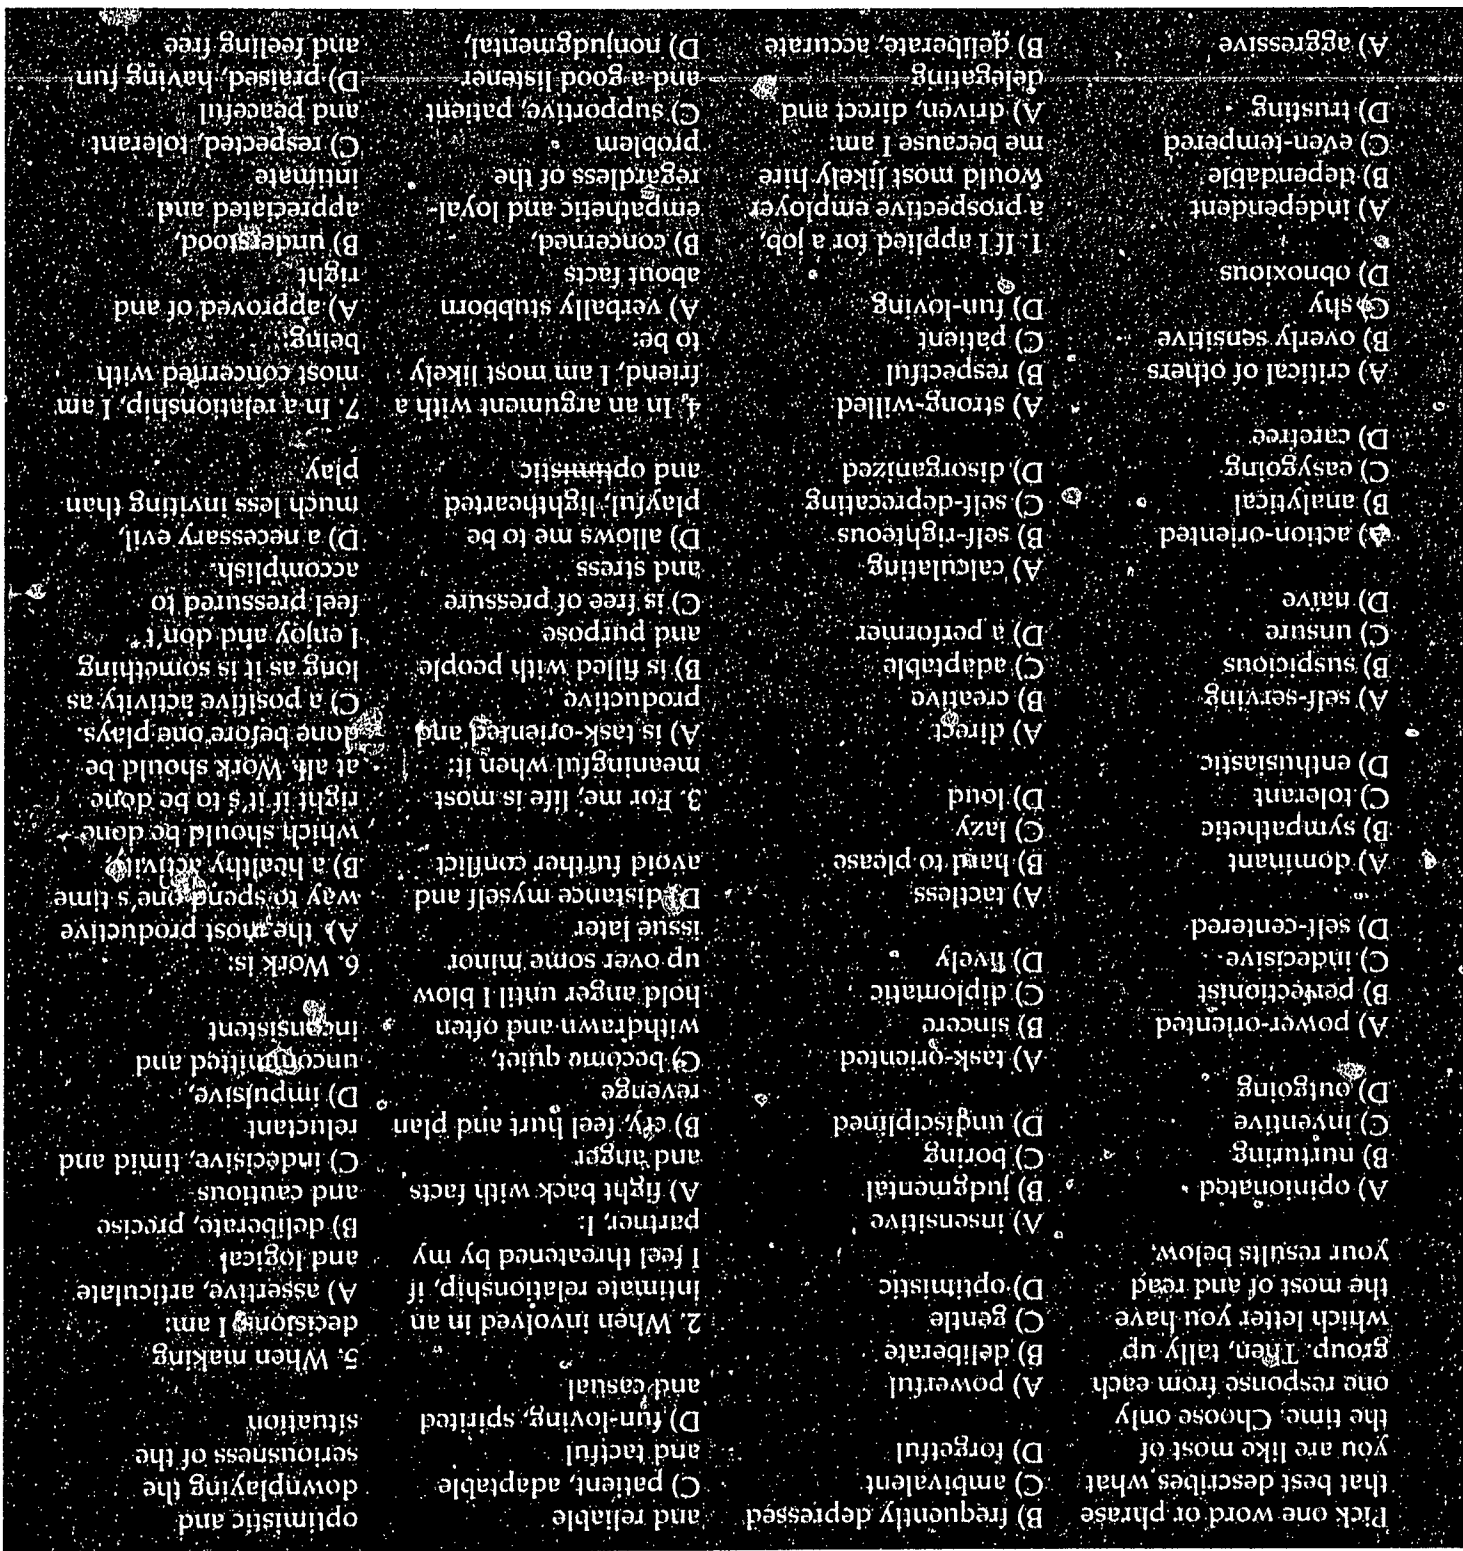 Pick one word or phrase
that best describes what
you are like most of
the time. Choose only
one response from each
group. Then, tally up
which letter you have
the most of and read
your results below.
A) opinionated
B) nurturing
C) inventive
D) outgoing
A) power-oriented
B) perfectionist
C) indecisive
D) self-centered
A) dominant
B) sympathetic
C) tolerant
D) enthusiastic
A) self-serving
B) suspicious
C) unsure
D) naive
A) action-oriented
B) analytical
C) easygoing
D) carefree
A) critical of others
B) overly sensitive
C) shy
D) obnoxious
A) independent
B) dependable
C) even-tempered
D) trusting
A) aggressive
B) frequently depressed
C) ambivalent
D) forgetful
A) powerful
B) deliberate
C) gentle
D) optimistic
A) insensitive
B) judgmental
C) boring
D) undisciplined
A) task-oriented
B) sincere
C) diplomatic
D) lively
A) tactless
B) hard to please
C) lazy
D) loud
A) direct
B) creative
C) adaptable
D) a performer
A) calculating
B) self-righteous
C) self-deprecating
D) disorganized
A) strong-willed
B) respectful
C) patient
D) fun-loving
1. If I applied for a job,
a prospective employer
would most likely hire
me because I am:
A) driven, direct and
delegating
B) deliberate, accurate
and reliable
C) patient, adaptable
and tactful
D) fun-loving, spirited
and casual
2. When involved in an
intimate relationship, if
I feel threatened by my
partner, I:
A) fight back with facts
and anger
B) cry, feel hurt and plan
revenge
C) become quiet,
withdrawn and often
hold anger until I blow
up over some minor
issue later
D) distance myself and
avoid further conflict
3. For me, life is most
meaningful when it:
A) is task-oriented and
productive
B) is filled with people
and purpose
C) is free of pressure
and stress
D) allows me to be
playful, lighthearted
and optimistic
4. In an argument with a
friend, I am most likely
to be:
A) verbally stubborn
about facts
B) concerned,
empathetic and loyal-
regardless of the
problem
C) supportive, patient
and a good listener
D) nonjudgmental,
optimistic and
downplaying the
seriousness of the
situation
5. When making
decisions, I am:
A) assertive, articulate
and logical
B) deliberate, precise
and cautious
C) indecisive, timid and
reluctant
D) impulsive,
uncommitted and
inconsistent
6. Work is:
A) the most productive
way to spend one's time
B) a healthy activity,
which should be done
right if it's to be done
at all. Work should be
done before one plays.
C) a positive activity as
long as it is something
I enjoy and don't
feel pressured to
accomplish.
D) a necessary evil,
much less inviting than
play
7. In a relationship, I am
most concerned with
being:
A) approved of and
right
B) understood,
appreciated and
intimate
C) respected, tolerant
and peaceful
D) praised, having fun
and feeling free